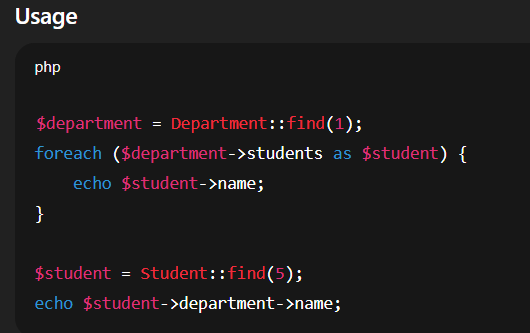 Usage
php
$department = Department::find(1);
foreach ($department->students as $student) {
    echo $student->name;
}
$student = Student::find(5);
echo $student->department->name;